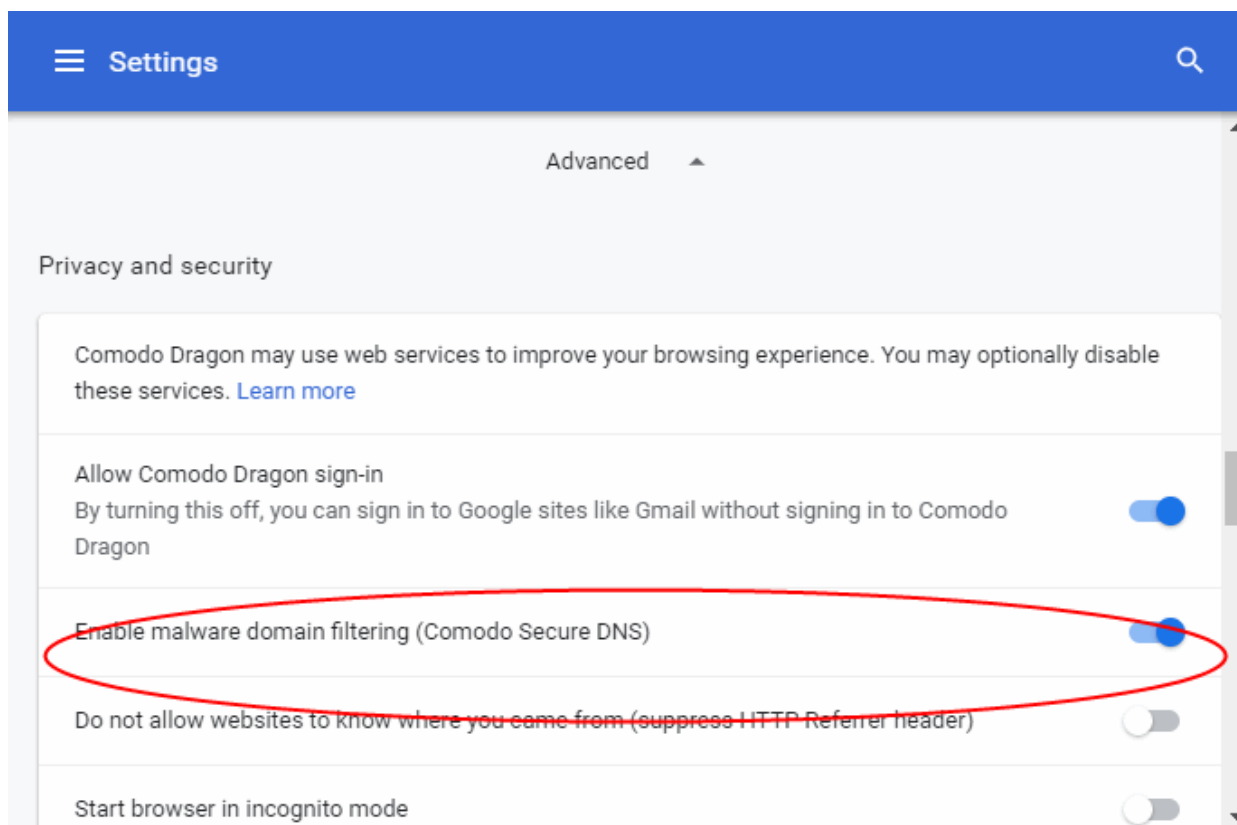 Settings
Advanced
Privacy and security
Comodo Dragon may use web services to improve your browsing experience. You may optionally disable
these services. Learn more
Allow Comodo Dragon sign-in
By turning this off, you can sign in to Google sites like Gmail without signing in to Comodo
Dragon
Enable malware domain filtering (Comodo Secure DNS)
Do not allow websites to know where you came from (suppress HTTP Referrer header)
Start browser in incognito mode